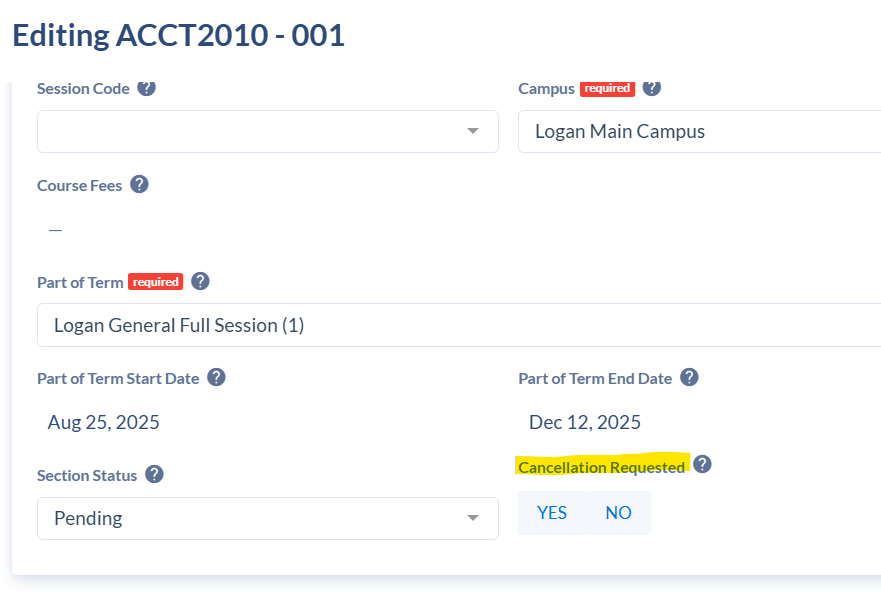 Editing ACCT2010 - 001
Session Code ?
Campus required ?
Logan Main Campus
Course Fees ?
—
Part of Term required ?
Logan General Full Session (1)
Part of Term Start Date ?
Part of Term End Date ?
Aug 25, 2025
Dec 12, 2025
Section Status ?
Cancellation Requested ?
Pending
YES NO